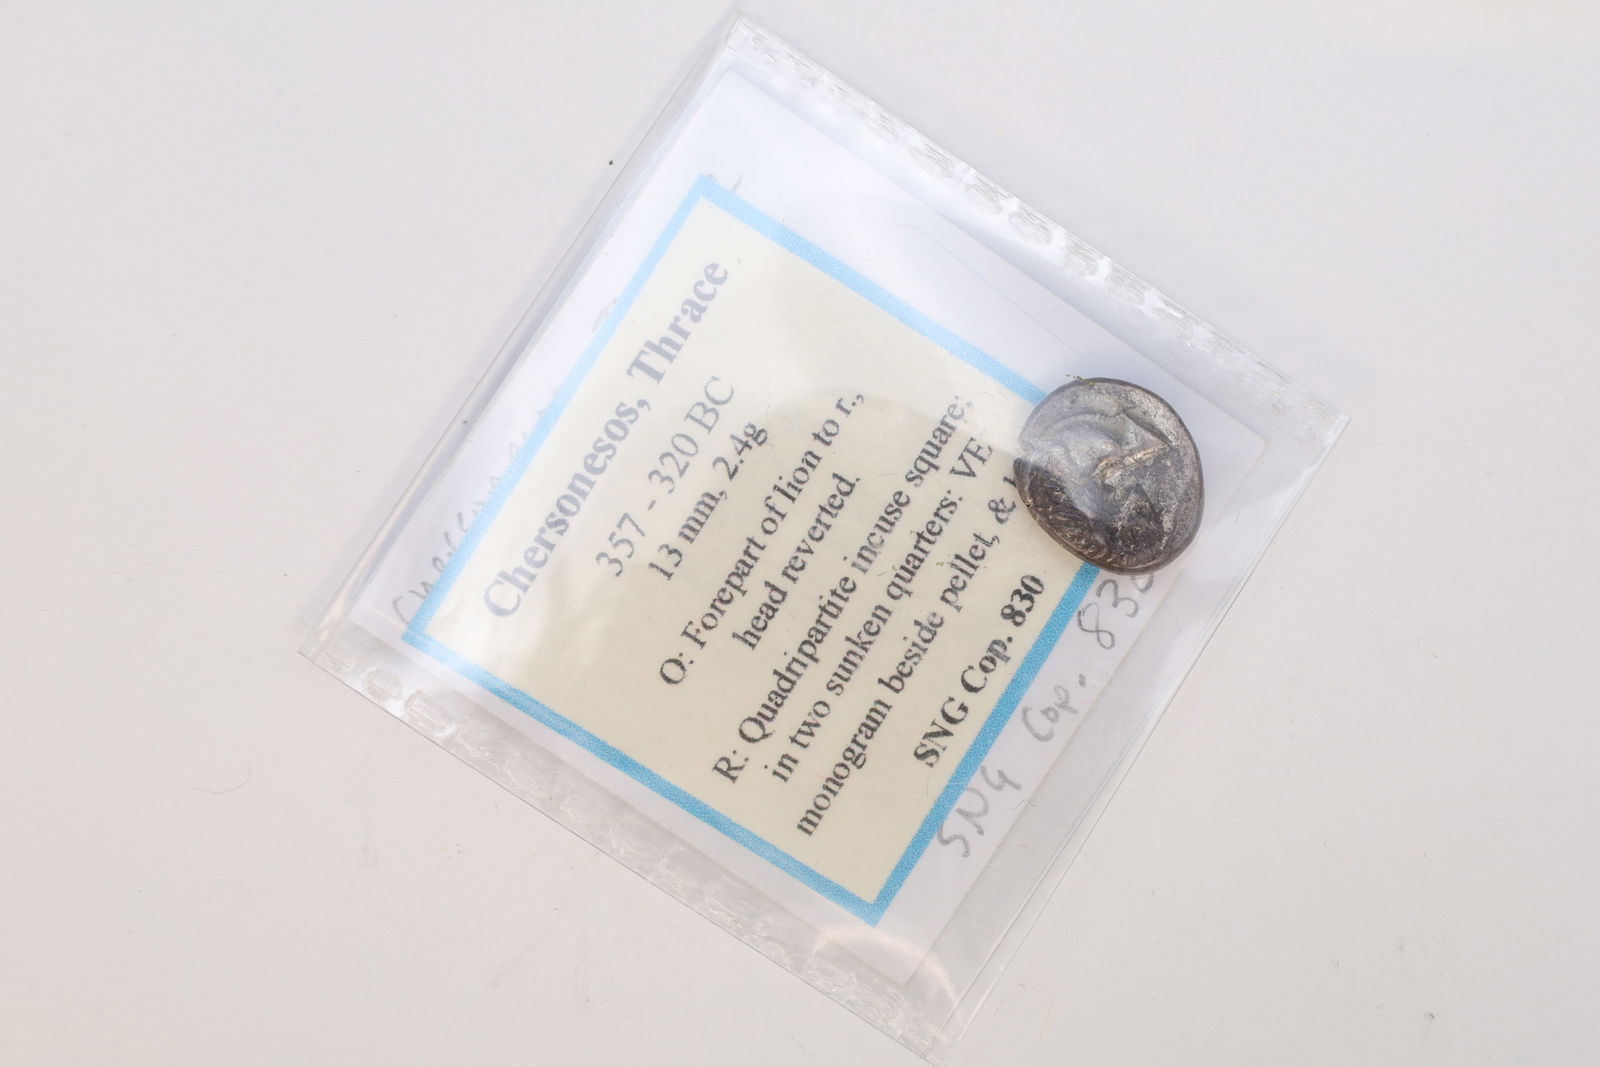 Chersonesos, Thrace
357 - 320 BC
13 mm, 2.4g
O: Forepart of lion to r.,
head reverted.
R: Quadripartite incuse square;
in two sunken quarters: VE
monogram beside pellet, &
SNG Cop. 830
SNG Cop. 830